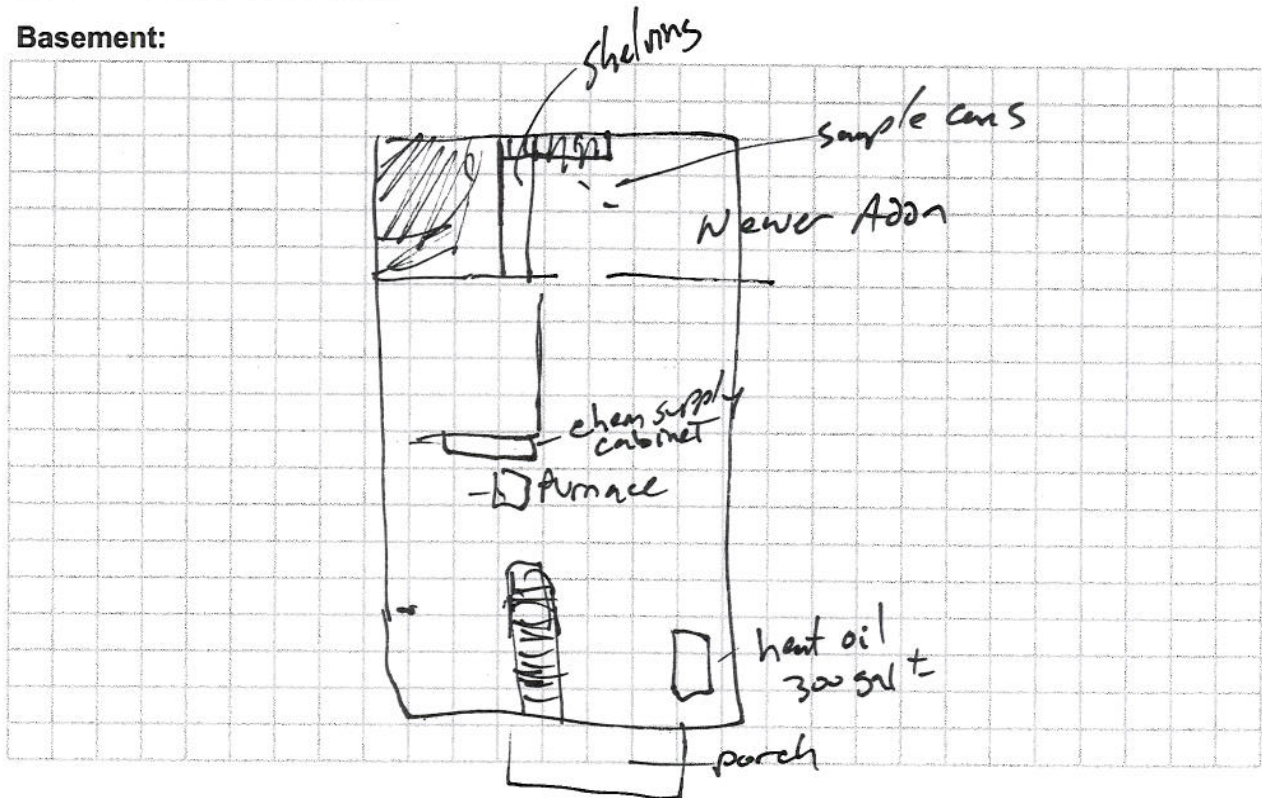 Basement:
shelving
sample cans
Newer Addn
chem supply
cabinet
furnace
heat oil
300 gal ±
porch